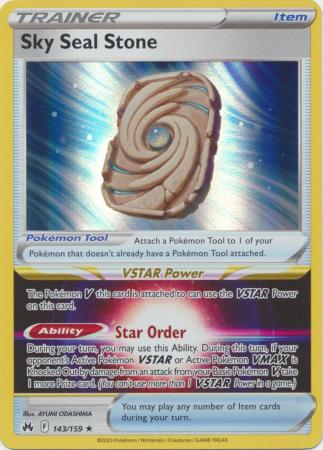 TRAINER Item
Sky Seal Stone
Pokémon Tool Attach a Pokémon Tool to 1 of your
Pokémon that doesn't already have a Pokémon Tool attached.
VSTAR Power
The Pokémon V this card is attached to can use the VSTAR Power
on this card.
Ability Star Order
During your turn, you may use this Ability. During this turn, if your
opponent's Active Pokémon VSTAR or Active Pokémon VMAX is
Knocked Out by damage from an attack from your Basic Pokémon V, take
1 more Prize card. (You can't use more than 1 VSTAR Power in a game.)
You may play any number of Item cards
during your turn.
Illus. AYUMI ODASHIMA
F 143/159 ★
©2023 Pokémon / Nintendo / Creatures / GAME FREAK